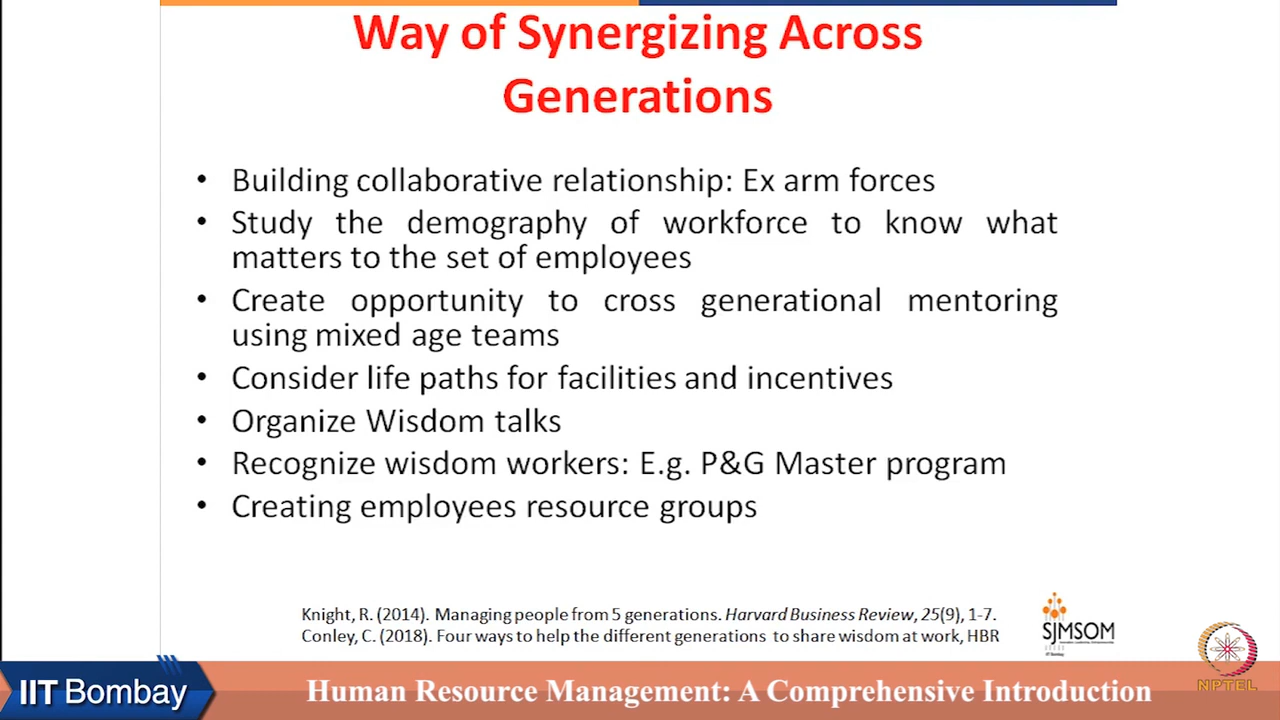 Way of Synergizing Across
Generations
• Building collaborative relationship: Ex arm forces
• Study the demography of workforce to know what
matters to the set of employees
• Create opportunity to cross generational mentoring
using mixed age teams
• Consider life paths for facilities and incentives
• Organize Wisdom talks
• Recognize wisdom workers: E.g. P&G Master program
• Creating employees resource groups
Knight, R. (2014). Managing people from 5 generations. Harvard Business Review, 25(9), 1-7.
Conley, C. (2018). Four ways to help the different generations to share wisdom at work, HBR
SJMSOM
NPTEL
IIT Bombay
Human Resource Management: A Comprehensive Introduction